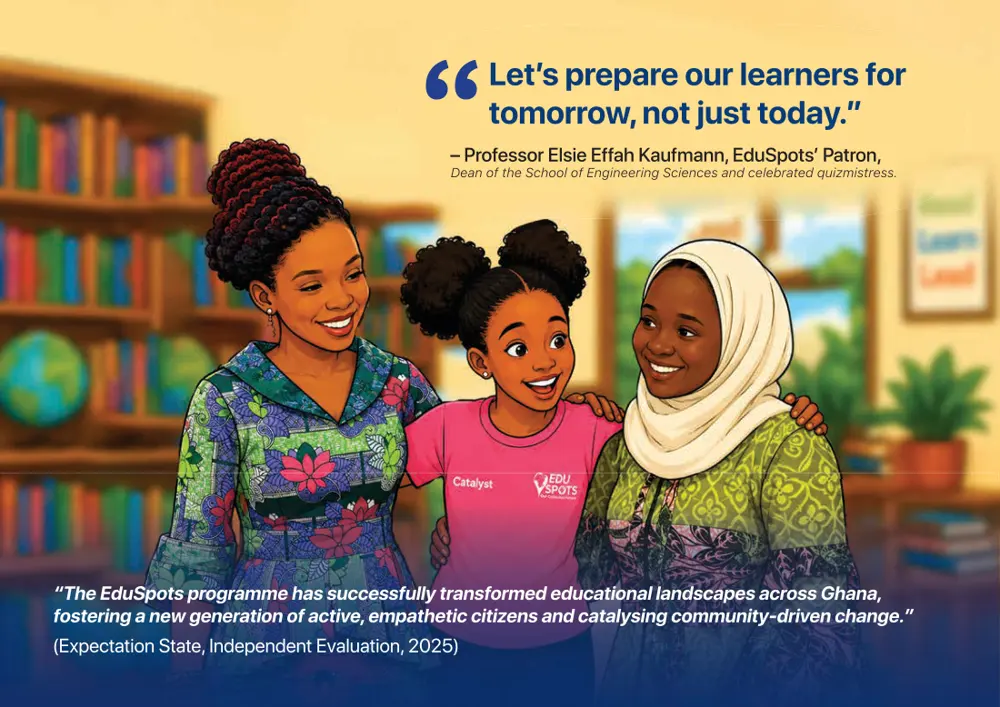 “Let’s prepare our learners for
tomorrow, not just today.”
– Professor Elsie Effah Kaufmann, EduSpots’ Patron,
Dean of the School of Engineering Sciences and celebrated quizmistress.
Learn
Lead
Catalyst
EDU
SPOTS
“The EduSpots programme has successfully transformed educational landscapes across Ghana,
fostering a new generation of active, empathetic citizens and catalysing community-driven change.”
(Expectation State, Independent Evaluation, 2025)